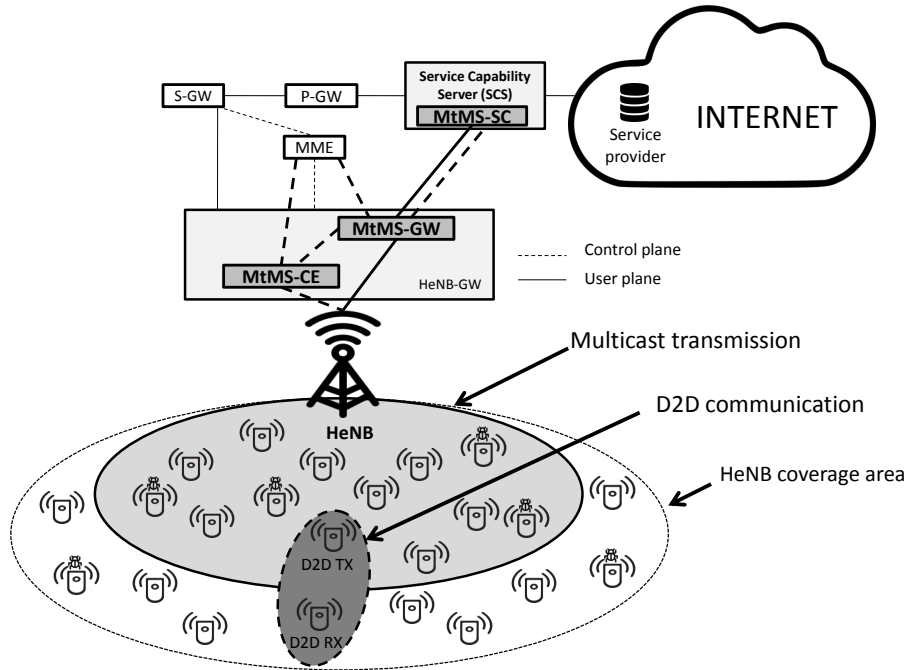 Service Capability
Server (SCS)
MtMS-SC
S-GW
P-GW
INTERNET
Service
provider
MME
MtMS-GW
MtMS-CE
HeNB-GW
Control plane
User plane
Multicast transmission
D2D communication
HeNB
HeNB coverage area
D2D TX
D2D RX